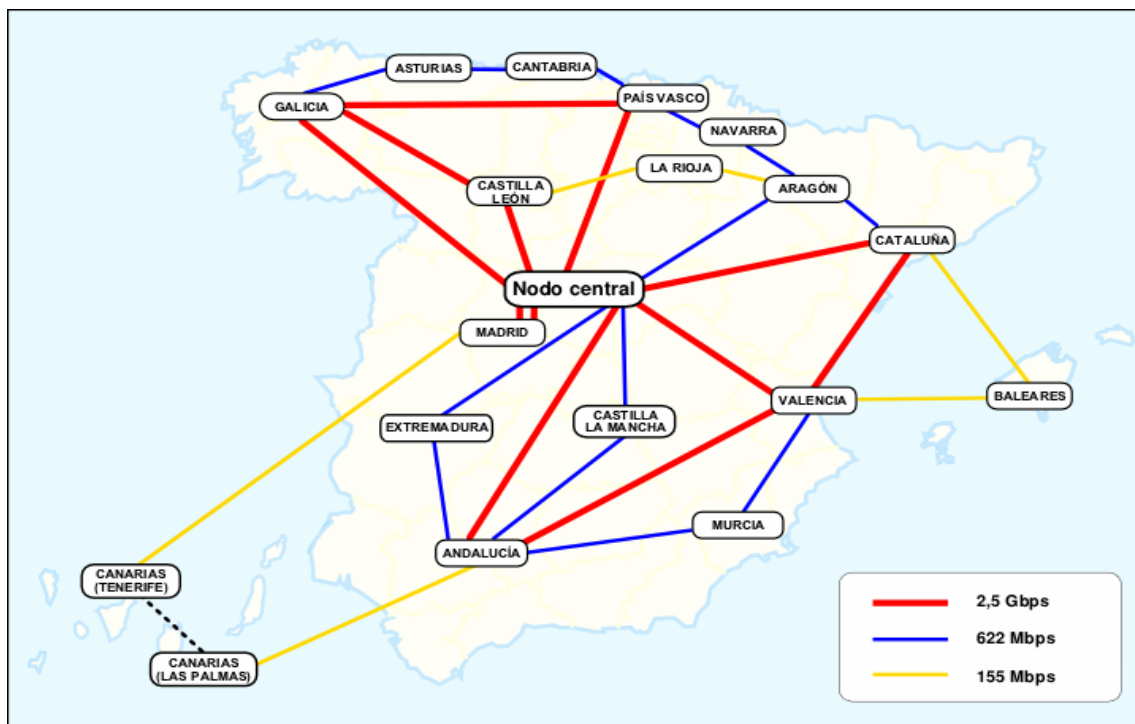 ASTURIAS
CANTABRIA
GALICIA
PAÍS VASCO
NAVARRA
LA RIOJA
CASTILLA
LEÓN
ARAGÓN
CATALUÑA
Nodo central
MADRID
VALENCIA
BALEARES
EXTREMADURA
CASTILLA
LA MANCHA
MURCIA
ANDALUCÍA
CANARIAS
(TENERIFE)
CANARIAS
(LAS PALMAS)
2,5 Gbps
622 Mbps
155 Mbps